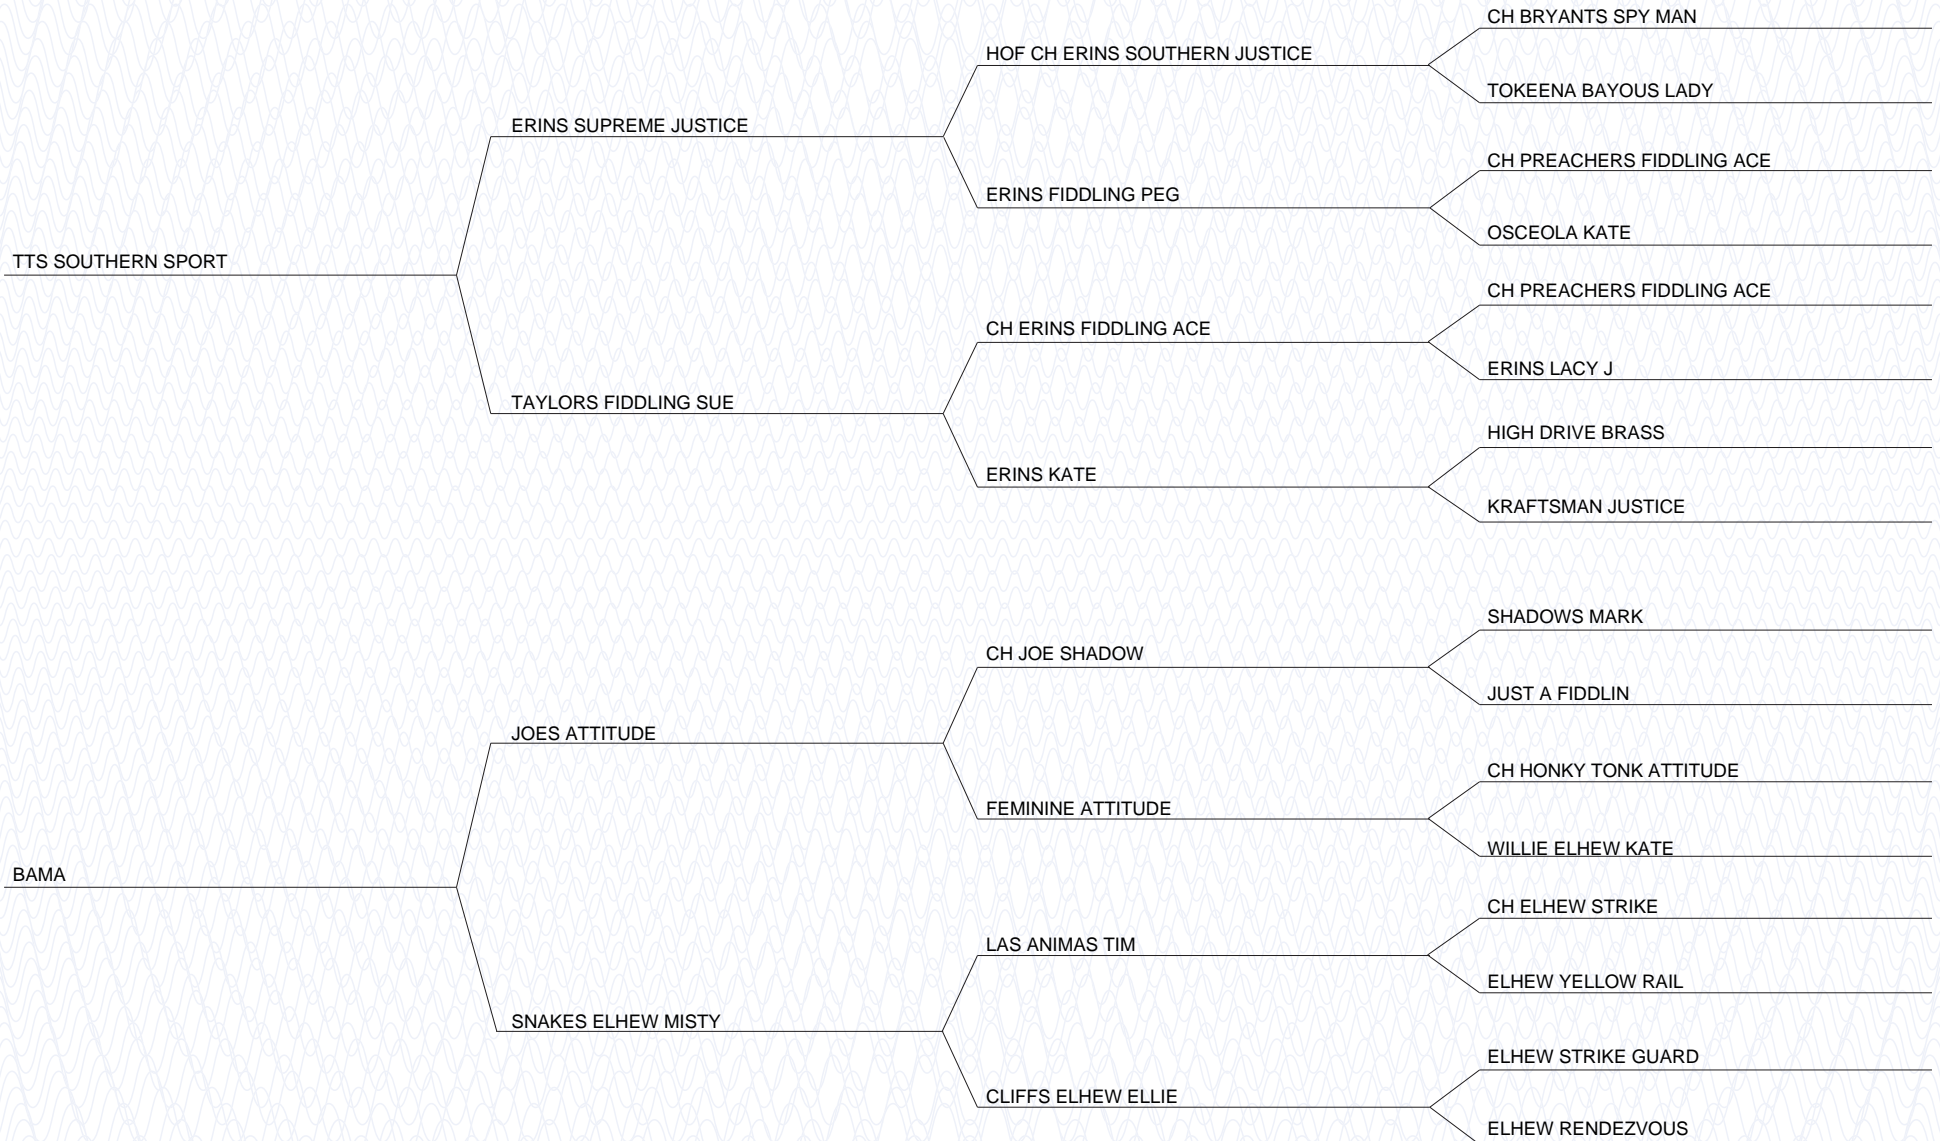 CH BRYANTS SPY MAN
HOF CH ERINS SOUTHERN JUSTICE
TOKEENA BAYOUS LADY
ERINS SUPREME JUSTICE
CH PREACHERS FIDDLING ACE
ERINS FIDDLING PEG
OSCEOLA KATE
TTS SOUTHERN SPORT
CH PREACHERS FIDDLING ACE
CH ERINS FIDDLING ACE
ERINS LACY J
TAYLORS FIDDLING SUE
HIGH DRIVE BRASS
ERINS KATE
KRAFTSMAN JUSTICE
SHADOWS MARK
CH JOE SHADOW
JUST A FIDDLIN
JOES ATTITUDE
CH HONKY TONK ATTITUDE
FEMININE ATTITUDE
WILLIE ELHEW KATE
BAMA
CH ELHEW STRIKE
LAS ANIMAS TIM
ELHEW YELLOW RAIL
SNAKES ELHEW MISTY
ELHEW STRIKE GUARD
CLIFFS ELHEW ELLIE
ELHEW RENDEZVOUS